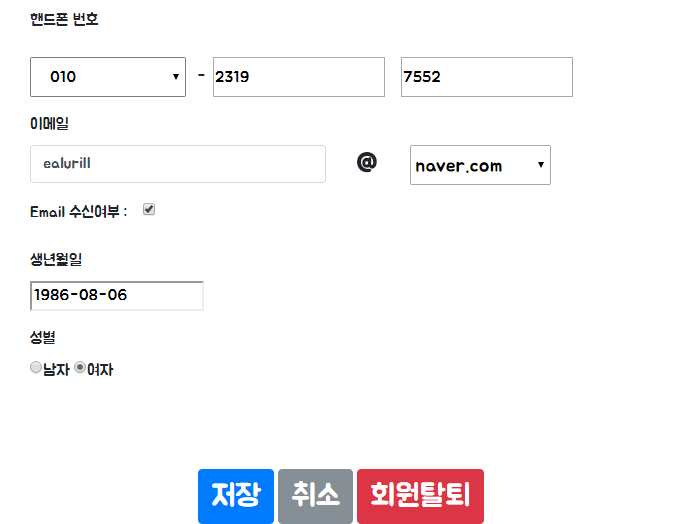 핸드폰 번호
010 - 2319 7552
이메일
ealurill @ naver.com
Email 수신여부 :
생년월일
1986-08-06
성별
남자 여자
저장 취소 회원탈퇴